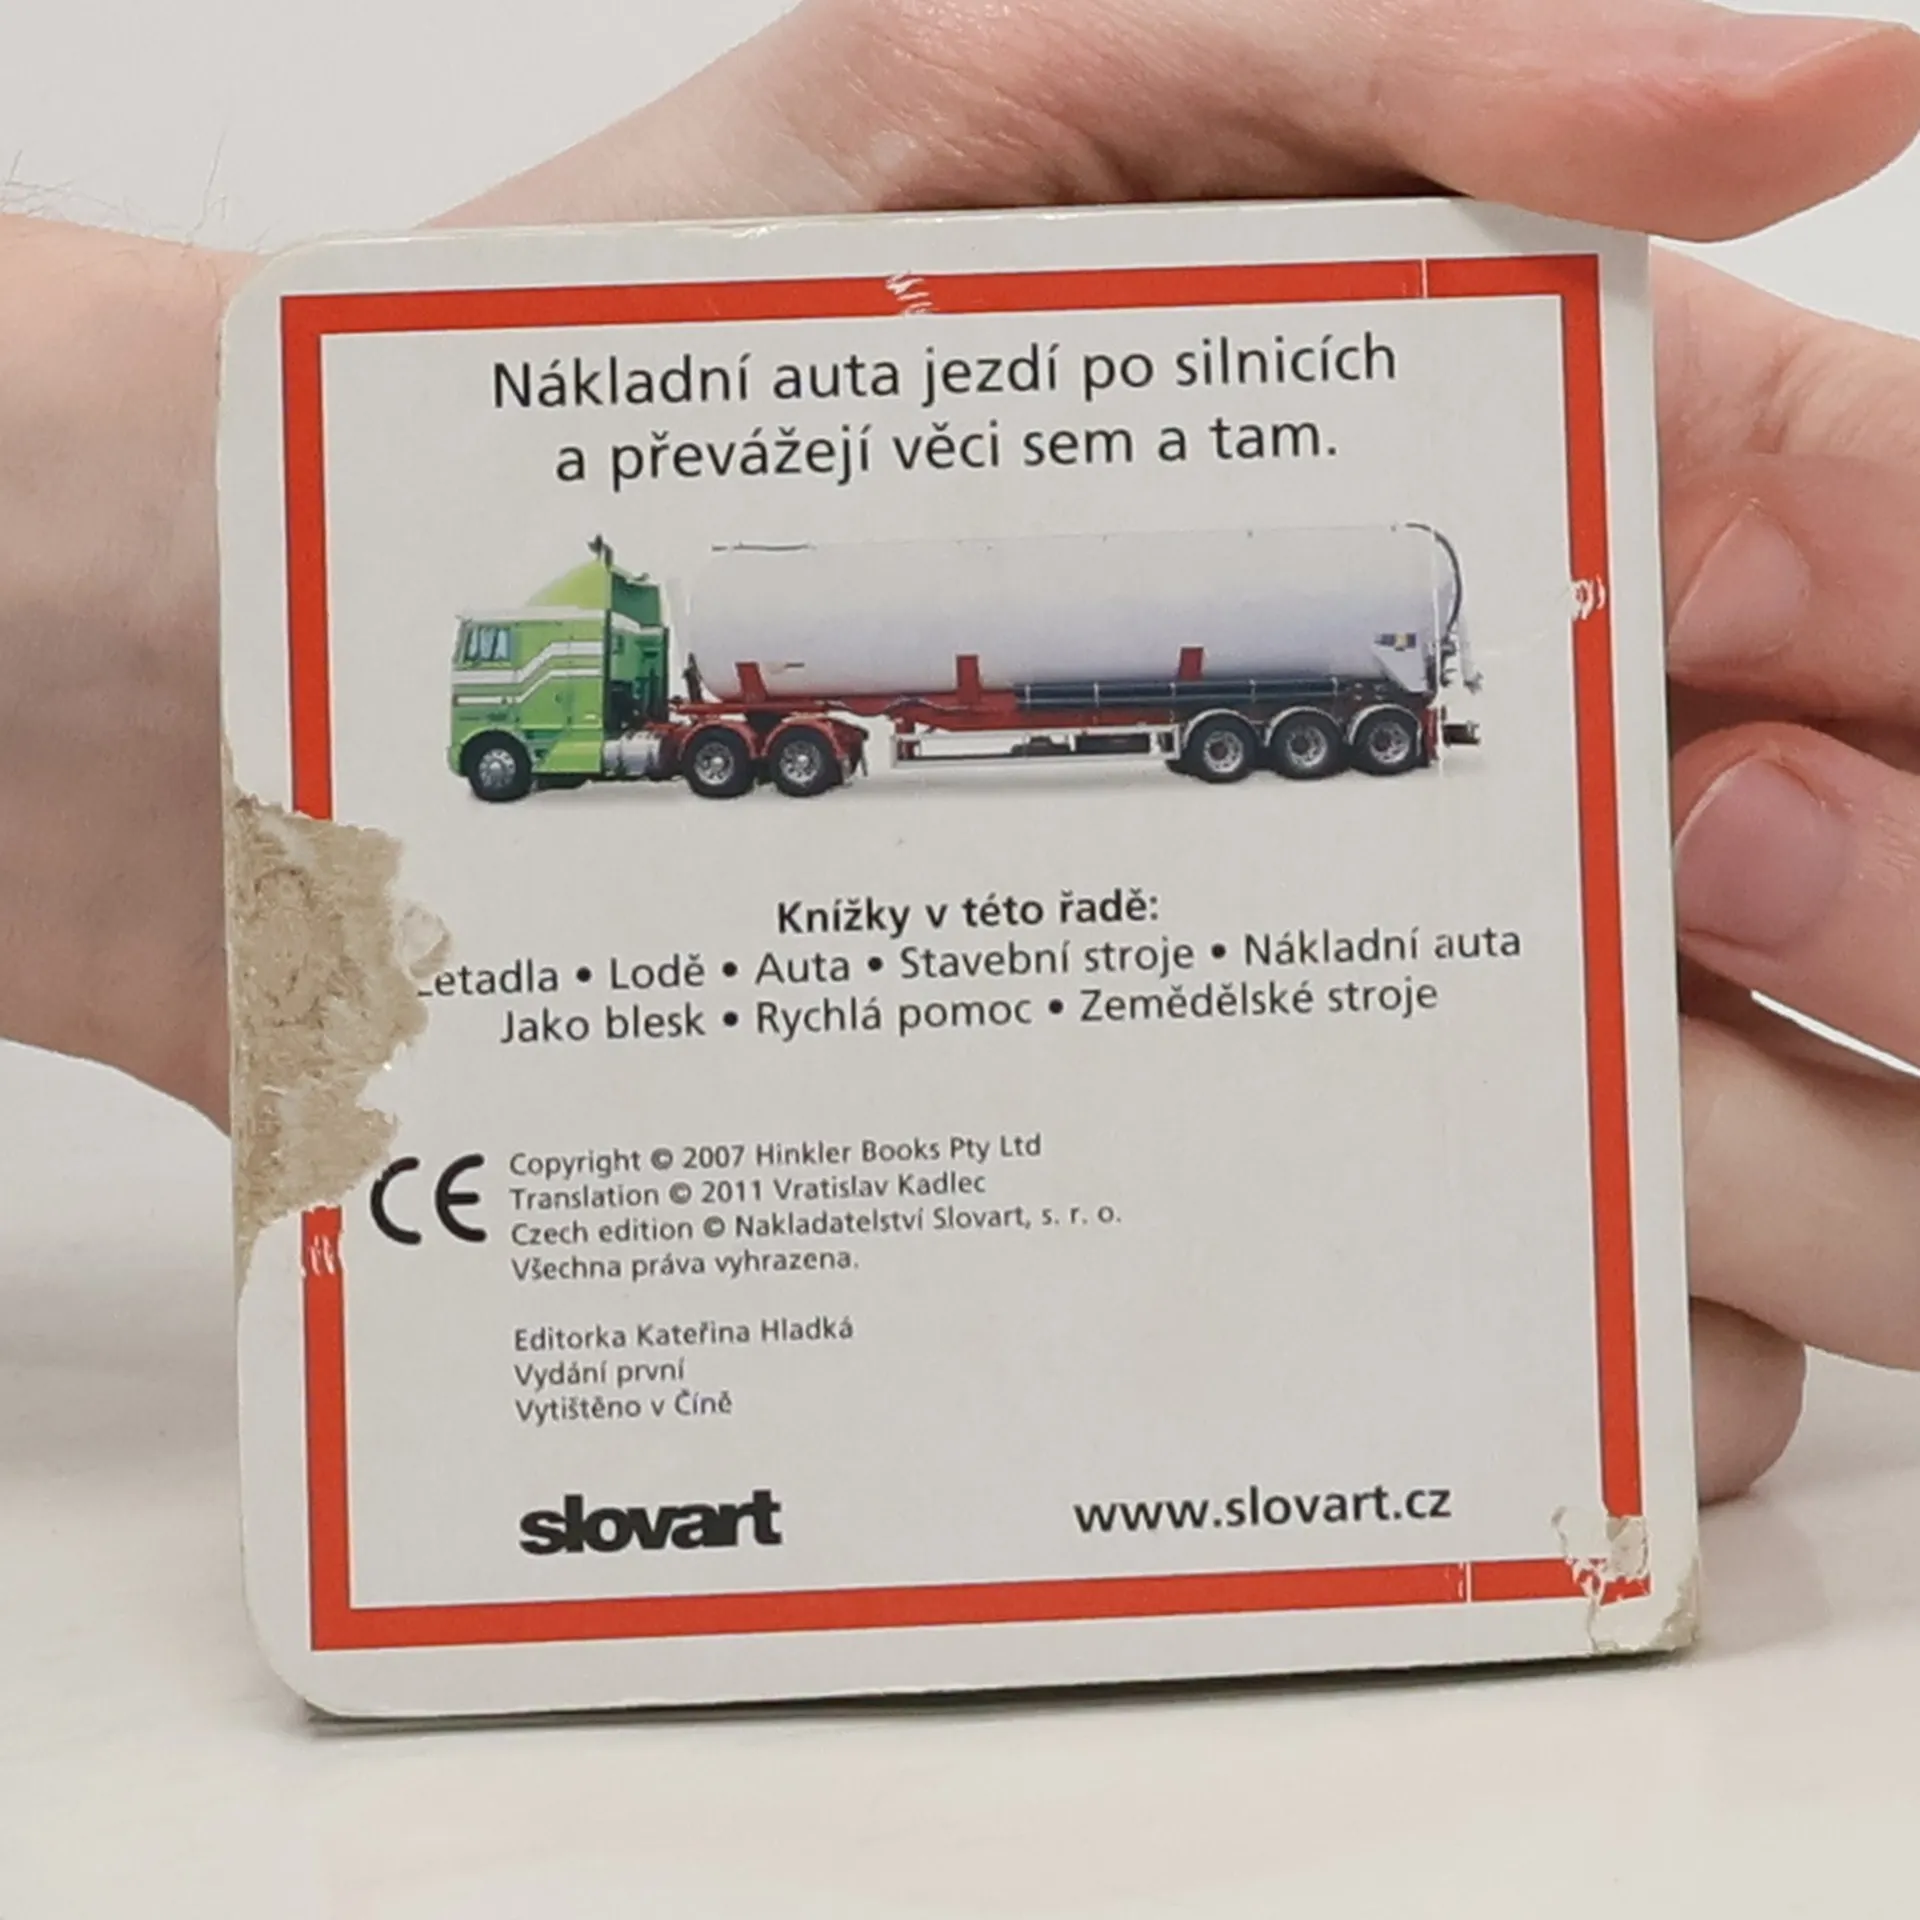 Nákladní auta jezdí po silnicích
a převážejí věci sem a tam.
Knížky v této řadě:
Letadla • Lodě • Auta • Stavební stroje • Nákladní auta
Jako blesk • Rychlá pomoc • Zemědělské stroje
CE
Copyright © 2007 Hinkler Books Pty Ltd
Translation © 2011 Vratislav Kadlec
Czech edition © Nakladatelství Slovart, s. r. o.
Všechna práva vyhrazena.
Editorka Kateřina Hladká
Vydání první
Vytištěno v Číně
slovart
www.slovart.cz